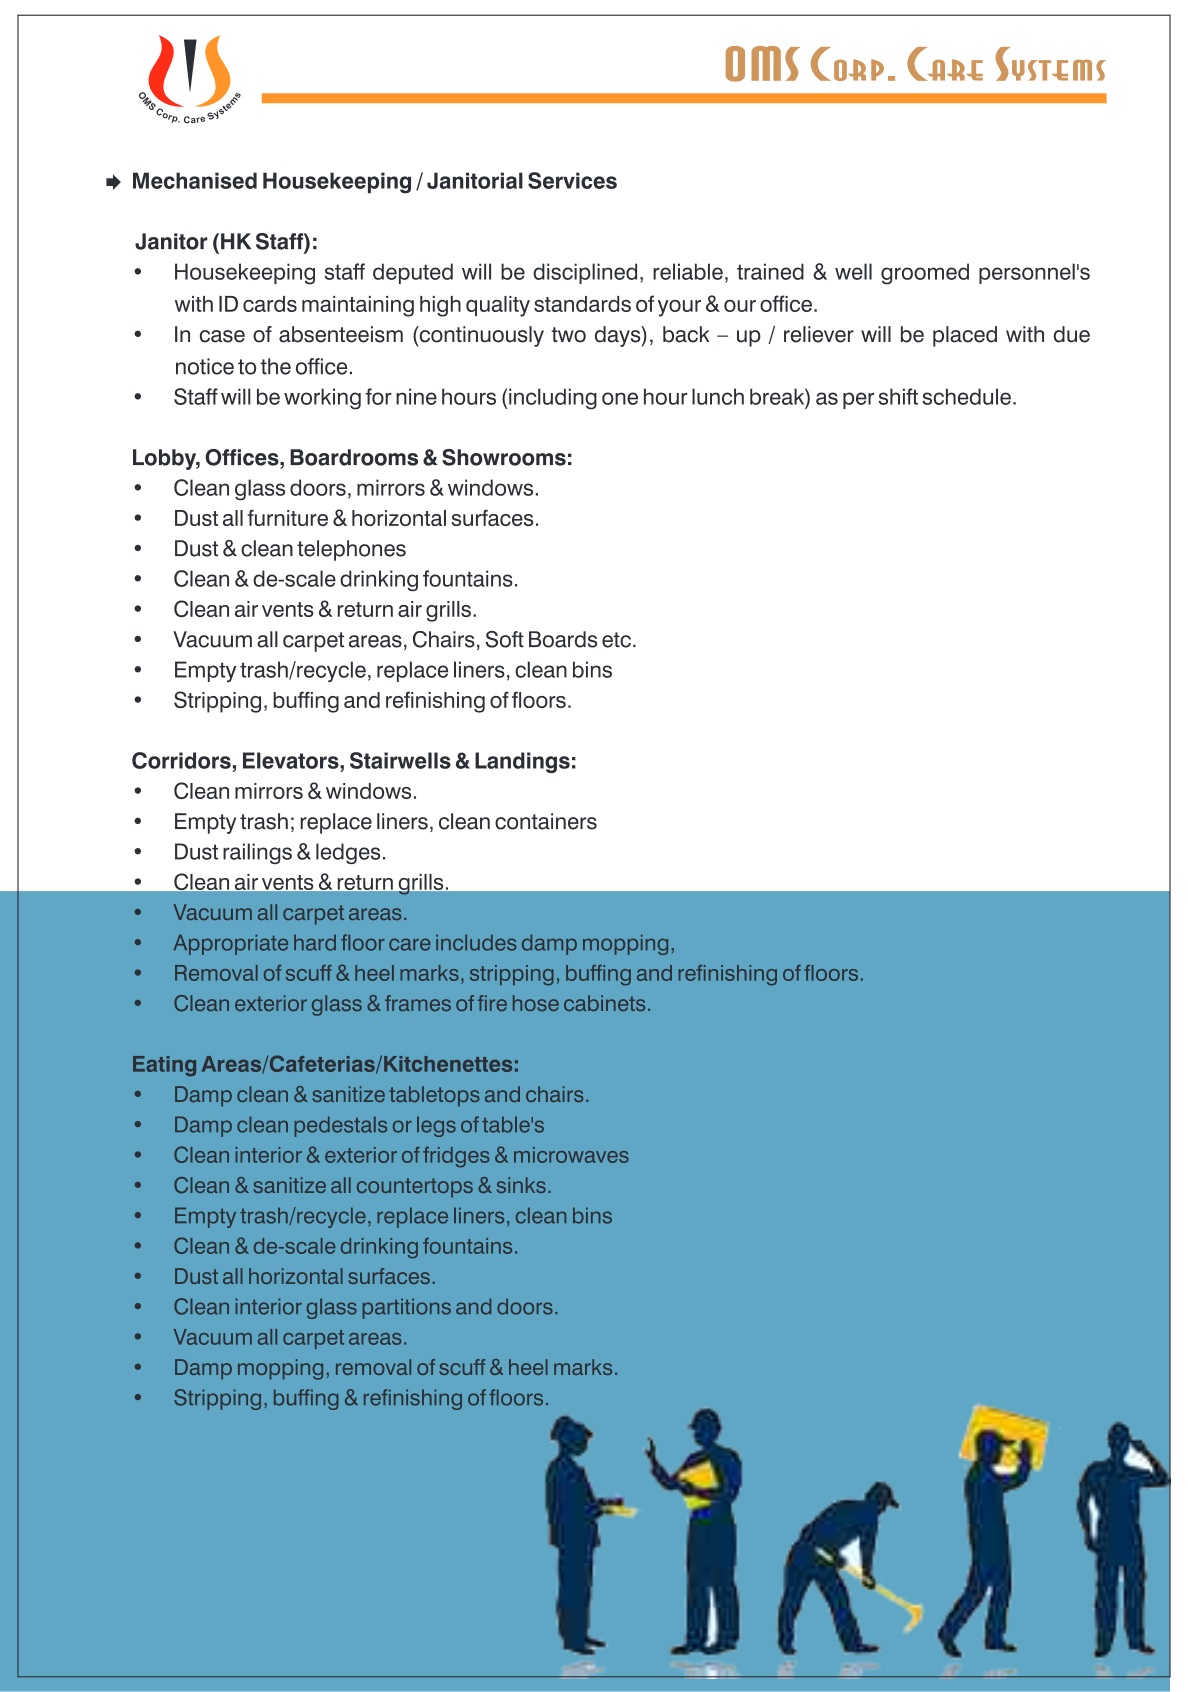 OMS Corp. Care Systems
OMS Corp. Care Systems
Mechanised Housekeeping / Janitorial Services
Janitor (HK Staff):
• Housekeeping staff deputed will be disciplined, reliable, trained & well groomed personnel's
with ID cards maintaining high quality standards of your & our office.
• In case of absenteeism (continuously two days), back – up / reliever will be placed with due
notice to the office.
• Staff will be working for nine hours (including one hour lunch break) as per shift schedule.
Lobby, Offices, Boardrooms & Showrooms:
• Clean glass doors, mirrors & windows.
• Dust all furniture & horizontal surfaces.
• Dust & clean telephones
• Clean & de-scale drinking fountains.
• Clean air vents & return air grills.
• Vacuum all carpet areas, Chairs, Soft Boards etc.
• Empty trash/recycle, replace liners, clean bins
• Stripping, buffing and refinishing of floors.
Corridors, Elevators, Stairwells & Landings:
• Clean mirrors & windows.
• Empty trash; replace liners, clean containers
• Dust railings & ledges.
• Clean air vents & return grills.
• Vacuum all carpet areas.
• Appropriate hard floor care includes damp mopping,
• Removal of scuff & heel marks, stripping, buffing and refinishing of floors.
• Clean exterior glass & frames of fire hose cabinets.
Eating Areas/Cafeterias/Kitchenettes:
• Damp clean & sanitize tabletops and chairs.
• Damp clean pedestals or legs of table's
• Clean interior & exterior of fridges & microwaves
• Clean & sanitize all countertops & sinks.
• Empty trash/recycle, replace liners, clean bins
• Clean & de-scale drinking fountains.
• Dust all horizontal surfaces.
• Clean interior glass partitions and doors.
• Vacuum all carpet areas.
• Damp mopping, removal of scuff & heel marks.
• Stripping, buffing & refinishing of floors.